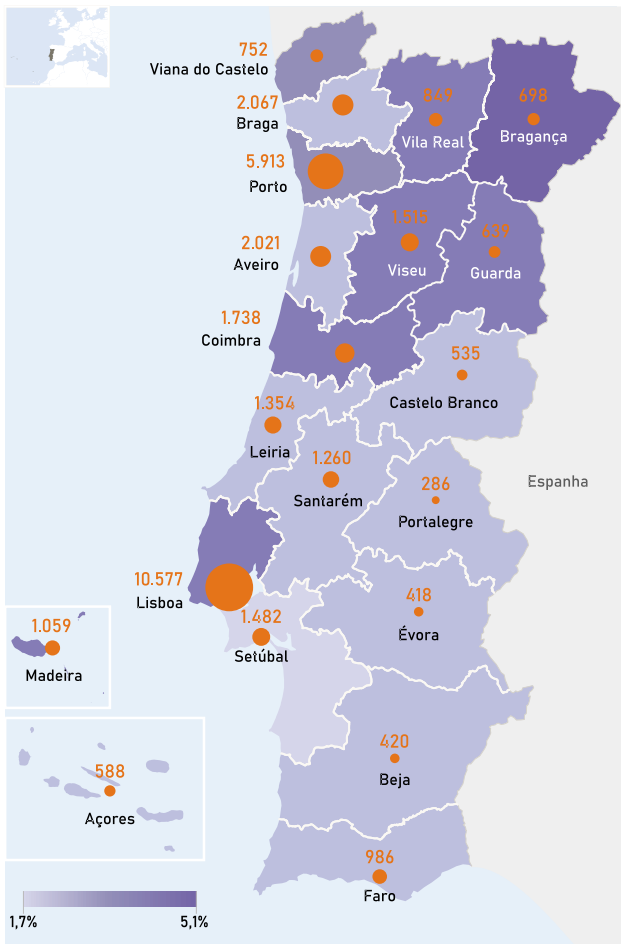 752
Viana do Castelo
2.067
Braga
849
Vila Real
698
Bragança
5.913
Porto
2.021
Aveiro
1.515
Viseu
639
Guarda
1.738
Coimbra
535
Castelo Branco
1.354
Leiria
1.260
Santarém
286
Portalegre
Espanha
10.577
Lisboa
1.482
Setúbal
418
Évora
1.059
Madeira
420
Beja
588
Açores
986
Faro
1,7%
5,1%